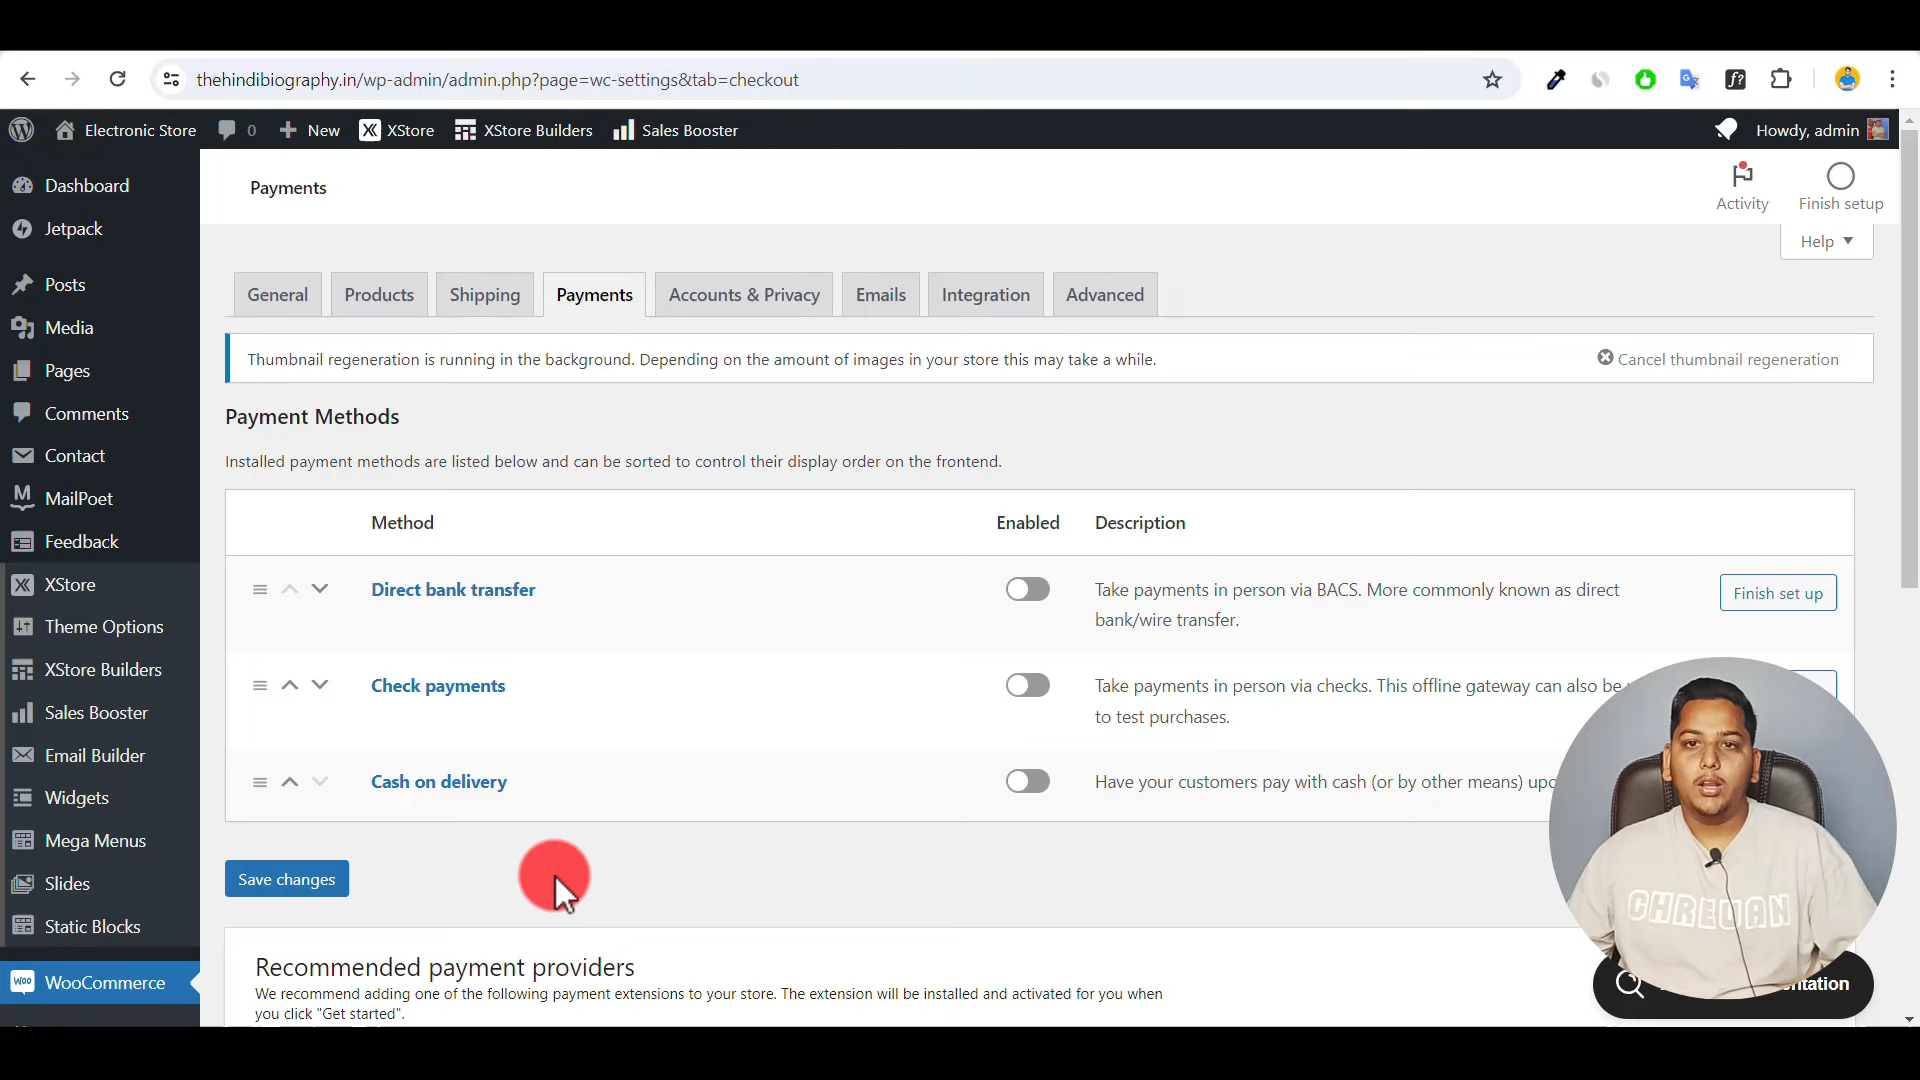 thehindibiography.in/wp-admin/admin.php?page=wc-settings&tab=checkout
Electronic Store 0 New XStore XStore Builders Sales Booster Howdy, admin
Dashboard
Jetpack
Posts
Media
Pages
Comments
Contact
MailPoet
Feedback
XStore
Theme Options
XStore Builders
Sales Booster
Email Builder
Widgets
Mega Menus
Slides
Static Blocks
WooCommerce
Payments
Activity
Finish setup
Help
General Products Shipping Payments Accounts & Privacy Emails Integration Advanced
Thumbnail regeneration is running in the background. Depending on the amount of images in your store this may take a while.
Cancel thumbnail regeneration
Payment Methods
Installed payment methods are listed below and can be sorted to control their display order on the frontend.
Method Enabled Description
Direct bank transfer
Take payments in person via BACS. More commonly known as direct
bank/wire transfer.
Finish set up
Check payments
Take payments in person via checks. This offline gateway can also be
to test purchases.
Cash on delivery
Have your customers pay with cash (or by other means)
Save changes
Recommended payment providers
We recommend adding one of the following payment extensions to your store. The extension will be installed and activated for you when
you click "Get started".